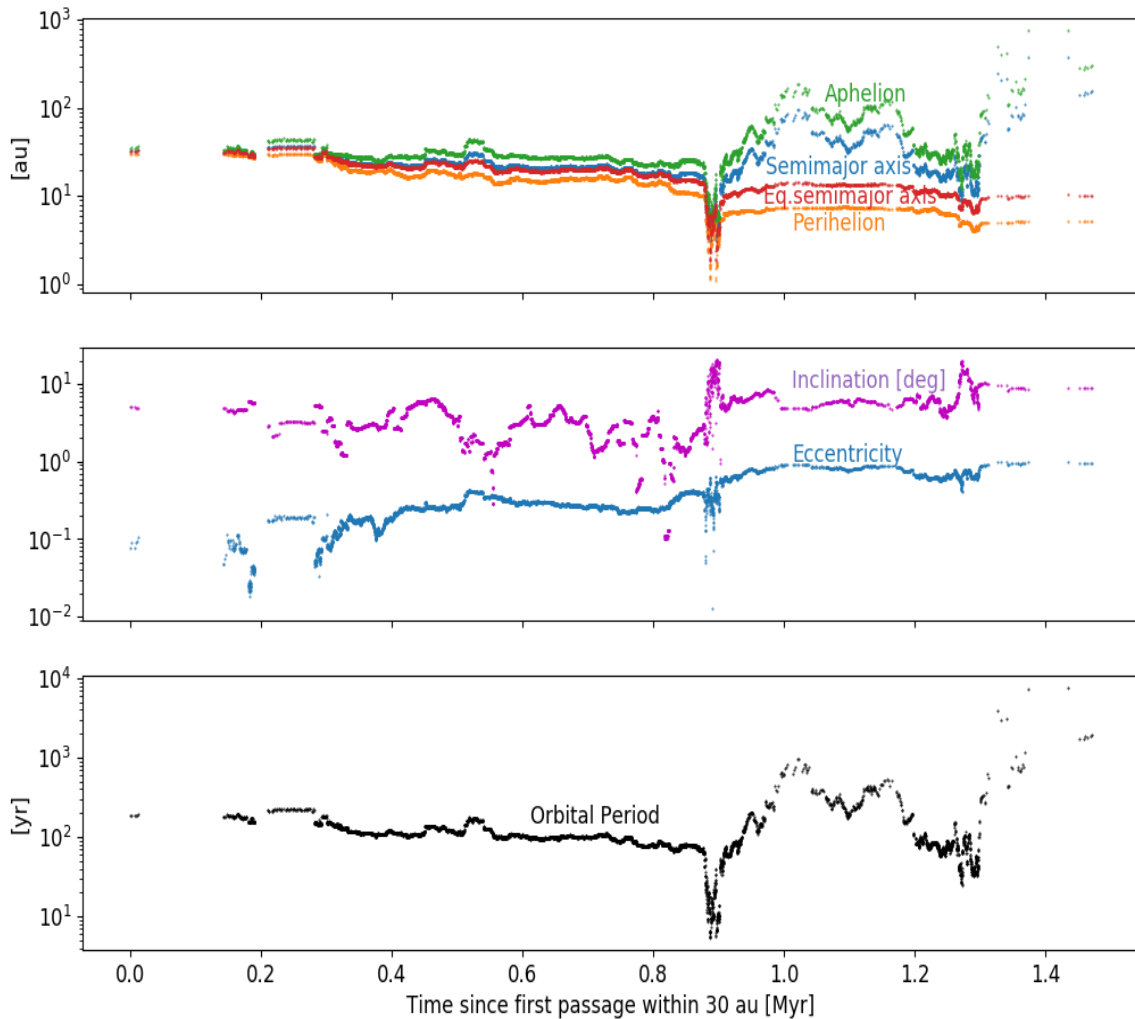 10³
Aphelion
10²
[au]
Semimajor axis
10¹
Eq.semimajor axis
Perihelion
10⁰
10¹
Inclination [deg]
10⁰
Eccentricity
10⁻¹
10⁻²
10⁴
10³
[yr]
Orbital Period
10²
10¹
0.0 0.2 0.4 0.6 0.8 1.0 1.2 1.4
Time since first passage within 30 au [Myr]